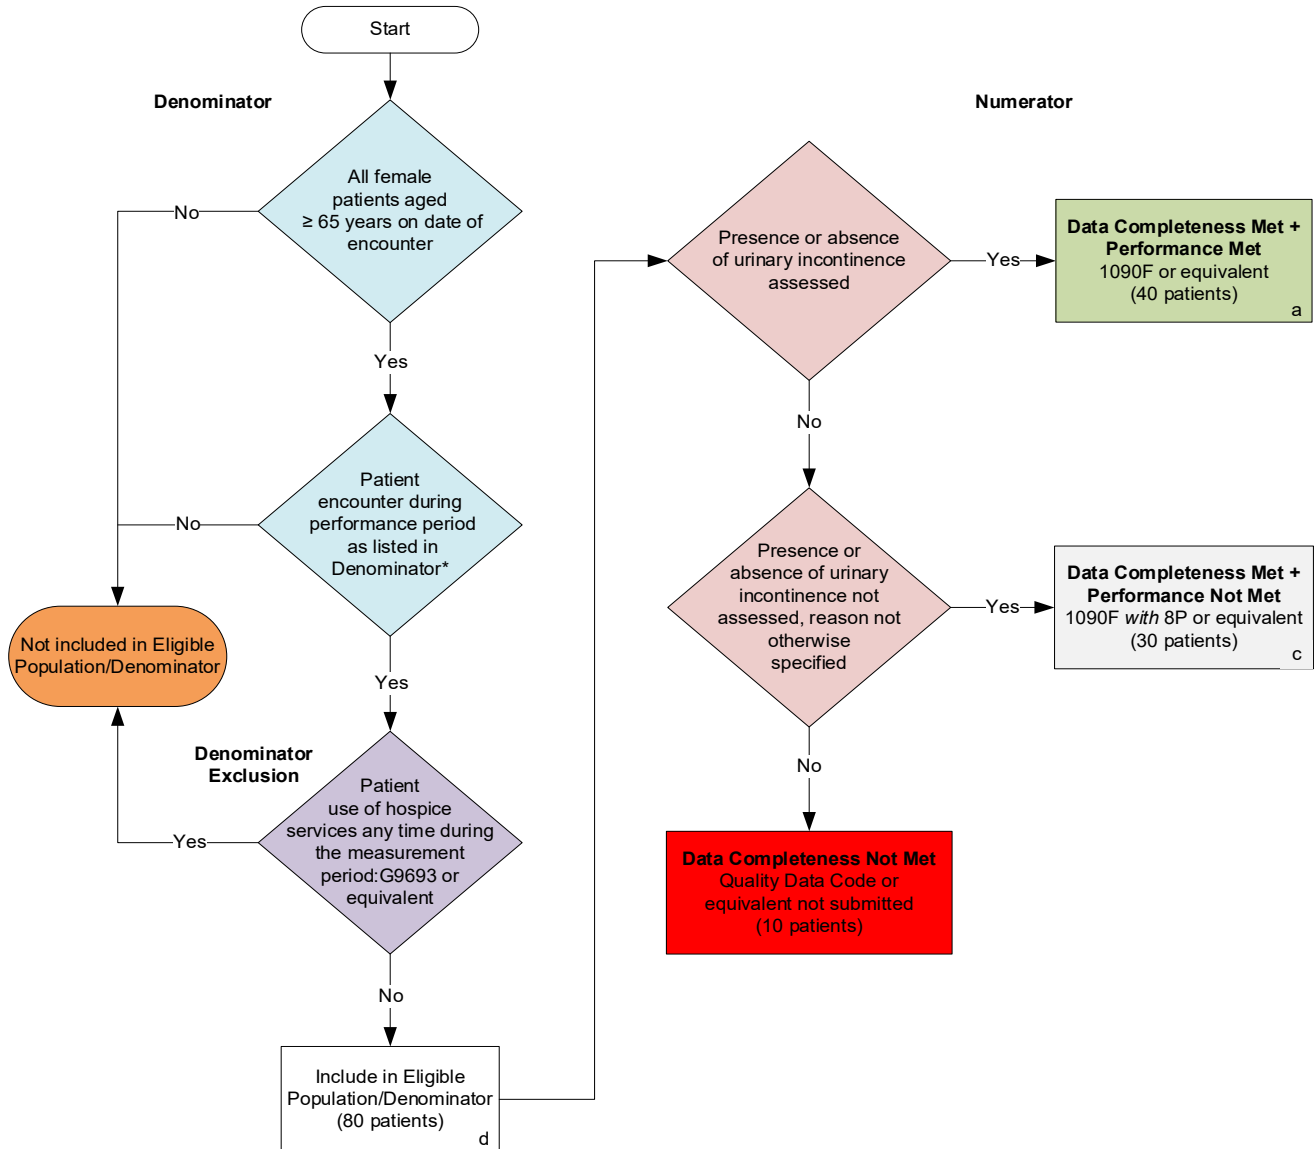 Start
Denominator
All female
patients aged
≥ 65 years on date of
encounter
No
Yes
Patient
encounter during
performance period
as listed in
Denominator*
No
Not included in Eligible
Population/Denominator
Yes
Denominator
Exclusion
Patient
use of hospice
services any time during
the measurement
period:G9693 or
equivalent
Yes
No
Include in Eligible
Population/Denominator
(80 patients)
d
Numerator
Presence or absence
of urinary incontinence
assessed
Yes
Data Completeness Met +
Performance Met
1090F or equivalent
(40 patients)
a
No
Presence or
absence of urinary
incontinence not
assessed, reason not
otherwise
specified
Yes
Data Completeness Met +
Performance Not Met
1090F with 8P or equivalent
(30 patients)
c
No
Data Completeness Not Met
Quality Data Code or
equivalent not submitted
(10 patients)